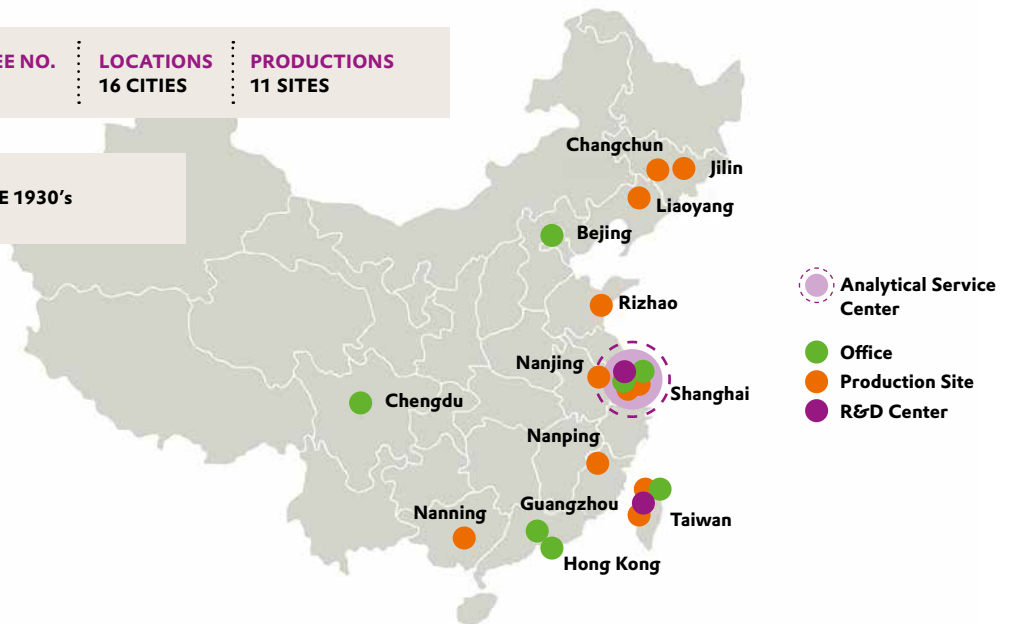 EE NO.
LOCATIONS
16 CITIES
PRODUCTIONS
11 SITES
E 1930's
Changchun
Jilin
Liaoyang
Bejing
Rizhao
Nanjing
Shanghai
Chengdu
Nanping
Guangzhou
Nanning
Taiwan
Hong Kong
Analytical Service
Center
Office
Production Site
R&D Center